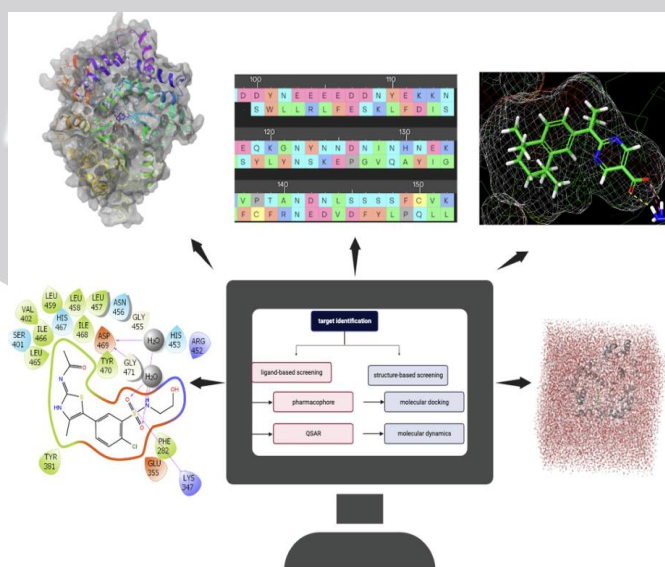 100 110
D D Y N E E E E D D N Y E K K N
S W L L R L F E S K L F D I S
120 130
E Q K G N Y N N D N I N H N E K
S Y L Y N S K E P G V Q A Y I G
140 150
V P T A N D N L S S S S F C V K
F C F R N E D V D F Y L P Q L L
LEU 459
LEU 458
LEU 457
ASN 456
VAL 402
HIS 467
GLY 455
SER 401
ILE 466
ILE 468
ASP 469
H2O
HIS 453
ARG 452
LEU 465
TYR 470
GLY 471
H2O
OH
N
O
S
NH
HN
N
S
O
O
Cl
PHE 282
TYR 381
GLU 355
LYS 347
target identification
ligand-based screening
structure-based screening
pharmacophore
molecular docking
QSAR
molecular dynamics